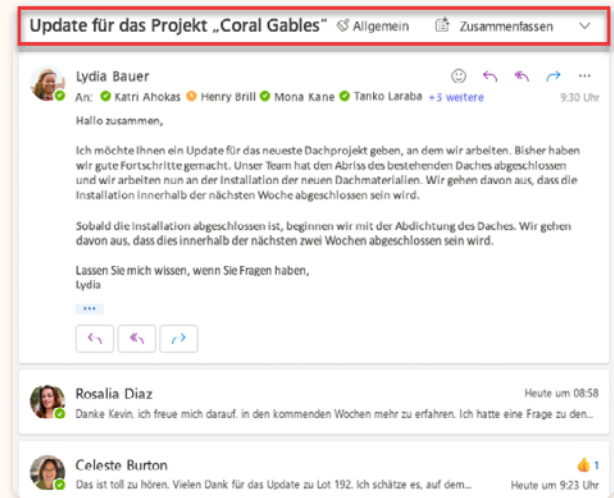 Update für das Projekt „Coral Gables“ Allgemein Zusammenfassen
Lydia Bauer
An: Katri Ahokas Henry Brill Mona Kane Tanko Laraba +3 weitere 9:30 Uhr
Hallo zusammen,
Ich möchte Ihnen ein Update für das neueste Dachprojekt geben, an dem wir arbeiten. Bisher haben
wir gute Fortschritte gemacht. Unser Team hat den Abriss des bestehenden Daches abgeschlossen
und wir arbeiten nun an der Installation der neuen Dachmaterialien. Wir gehen davon aus, dass die
Installation innerhalb der nächsten Woche abgeschlossen sein wird.
Sobald die Installation abgeschlossen ist, beginnen wir mit der Abdichtung des Daches. Wir gehen
davon aus, dass dies innerhalb der nächsten zwei Wochen abgeschlossen sein wird.
Lassen Sie mich wissen, wenn Sie Fragen haben,
Lydia
Rosalia Diaz Heute um 08:58
Danke Kevin, ich freue mich darauf, in den kommenden Wochen mehr zu erfahren. Ich hatte eine Frage zu den...
Celeste Burton 1
Das ist toll zu hören. Vielen Dank für das Update zu Lot 192. Ich schätze es, auf dem... Heute um 9:23 Uhr